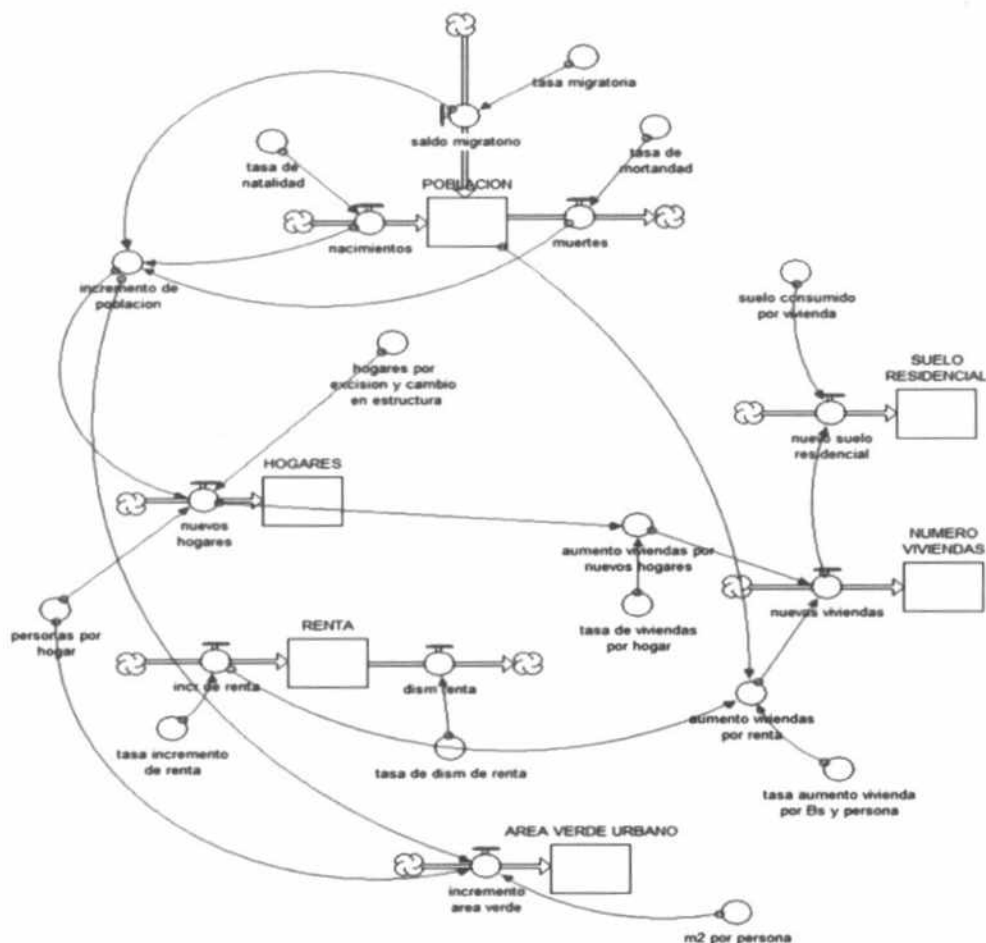 tasa migratoria
saldo migratorio
tasa de
natalidad
tasa de
mortandad
POBLACION
nacimientos
muertes
incremento de
poblacion
suelo consumido
por vivienda
hogares por
excision y cambio
en estructura
SUELO
RESIDENCIAL
nuevo suelo
residencial
HOGARES
nuevos
hogares
aumento viviendas por
nuevos hogares
NUMERO
VIVIENDAS
nuevas viviendas
personas por
hogar
tasa de viviendas
por hogar
RENTA
incr de renta
dism renta
aumento viviendas
por renta
tasa incremento
de renta
tasa de dism de renta
tasa aumento vivienda
por Bs y persona
AREA VERDE URBANO
incremento
area verde
m2 por persona